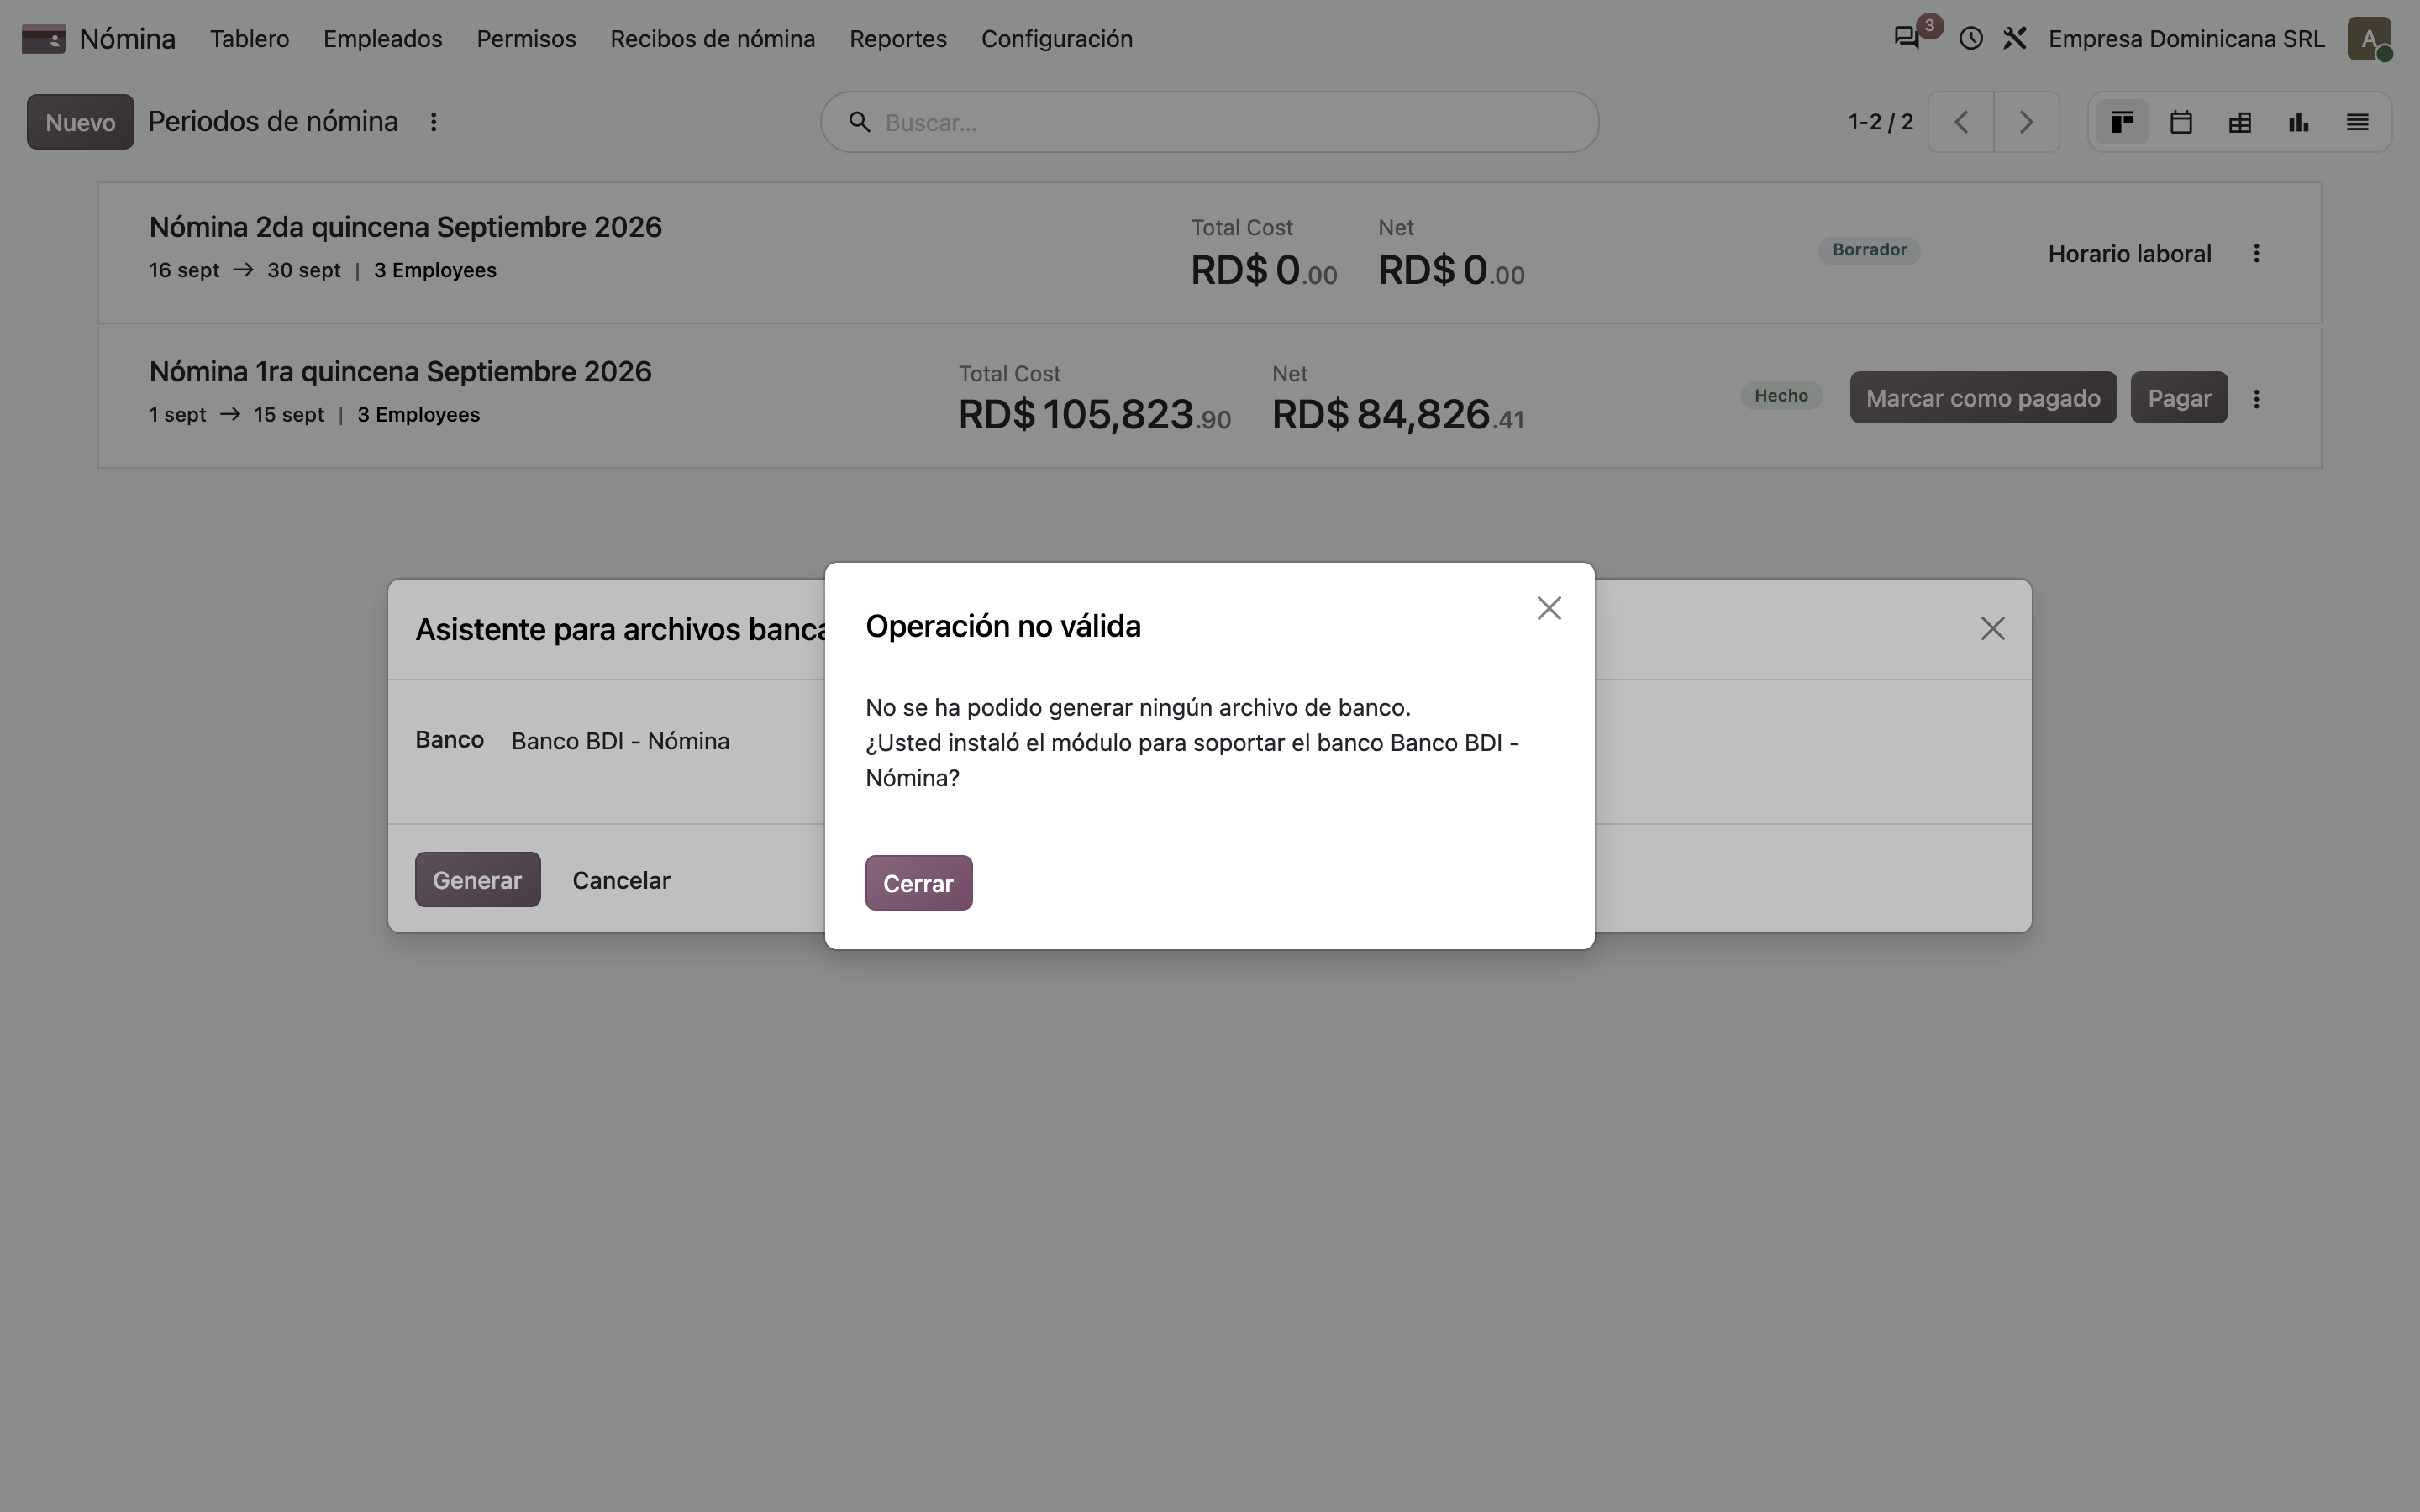 Nómina Tablero Empleados Permisos Recibos de nómina Reportes Configuración 3 Empresa Dominicana SRL A
Nuevo Periodos de nómina Buscar... 1-2 / 2
Nómina 2da quincena Septiembre 2026
16 sept → 30 sept | 3 Employees
Total Cost Net
RD$ 0.00 RD$ 0.00
Borrador Horario laboral
Nómina 1ra quincena Septiembre 2026
1 sept → 15 sept | 3 Employees
Total Cost Net
RD$ 105,823.90 RD$ 84,826.41
Hecho Marcar como pagado Pagar
Asistente para archivos banca
Banco Banco BDI - Nómina
Generar Cancelar
Operación no válida
No se ha podido generar ningún archivo de banco.
¿Usted instaló el módulo para soportar el banco Banco BDI -
Nómina?
Cerrar